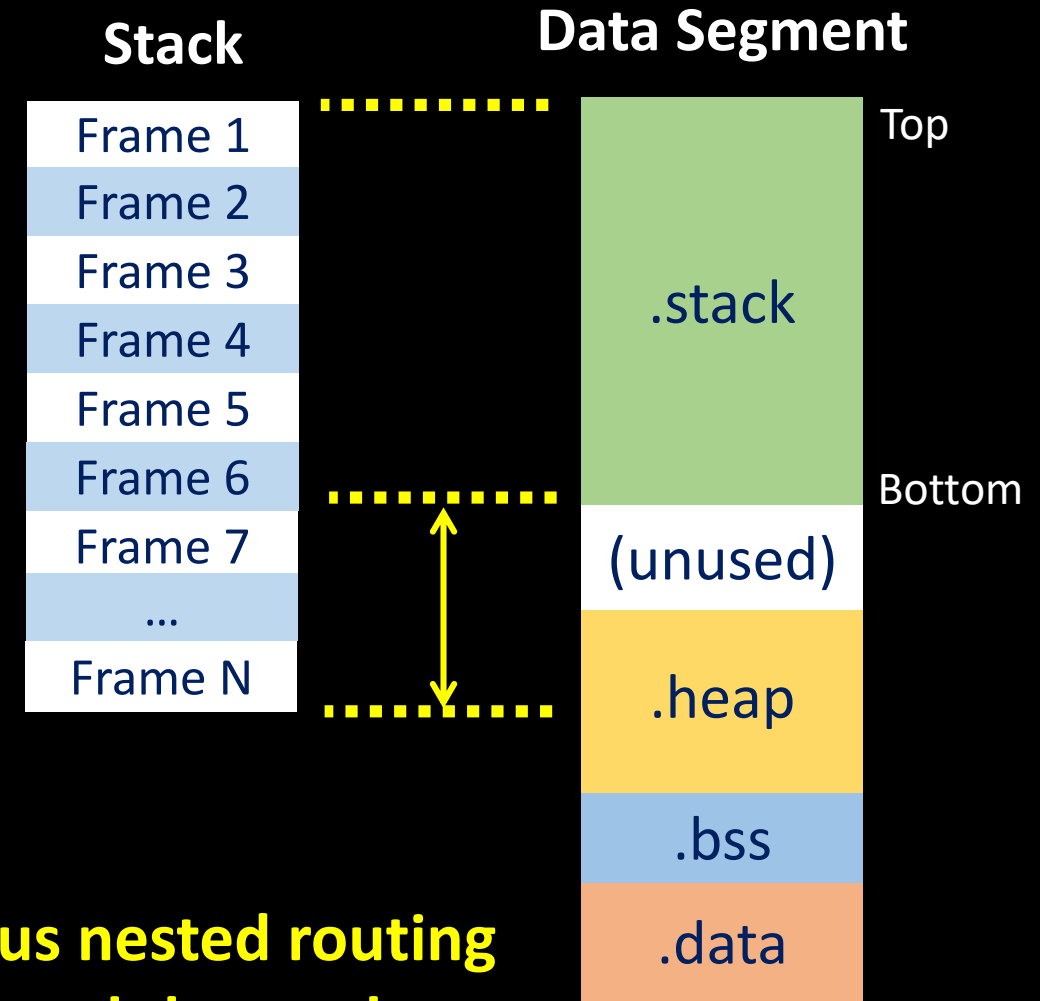 Stack
Data Segment
Frame 1
Frame 2
Frame 3
Frame 4
Frame 5
Frame 6
Frame 7
...
Frame N
Top
.stack
Bottom
(unused)
.heap
.bss
.data
us nested routing